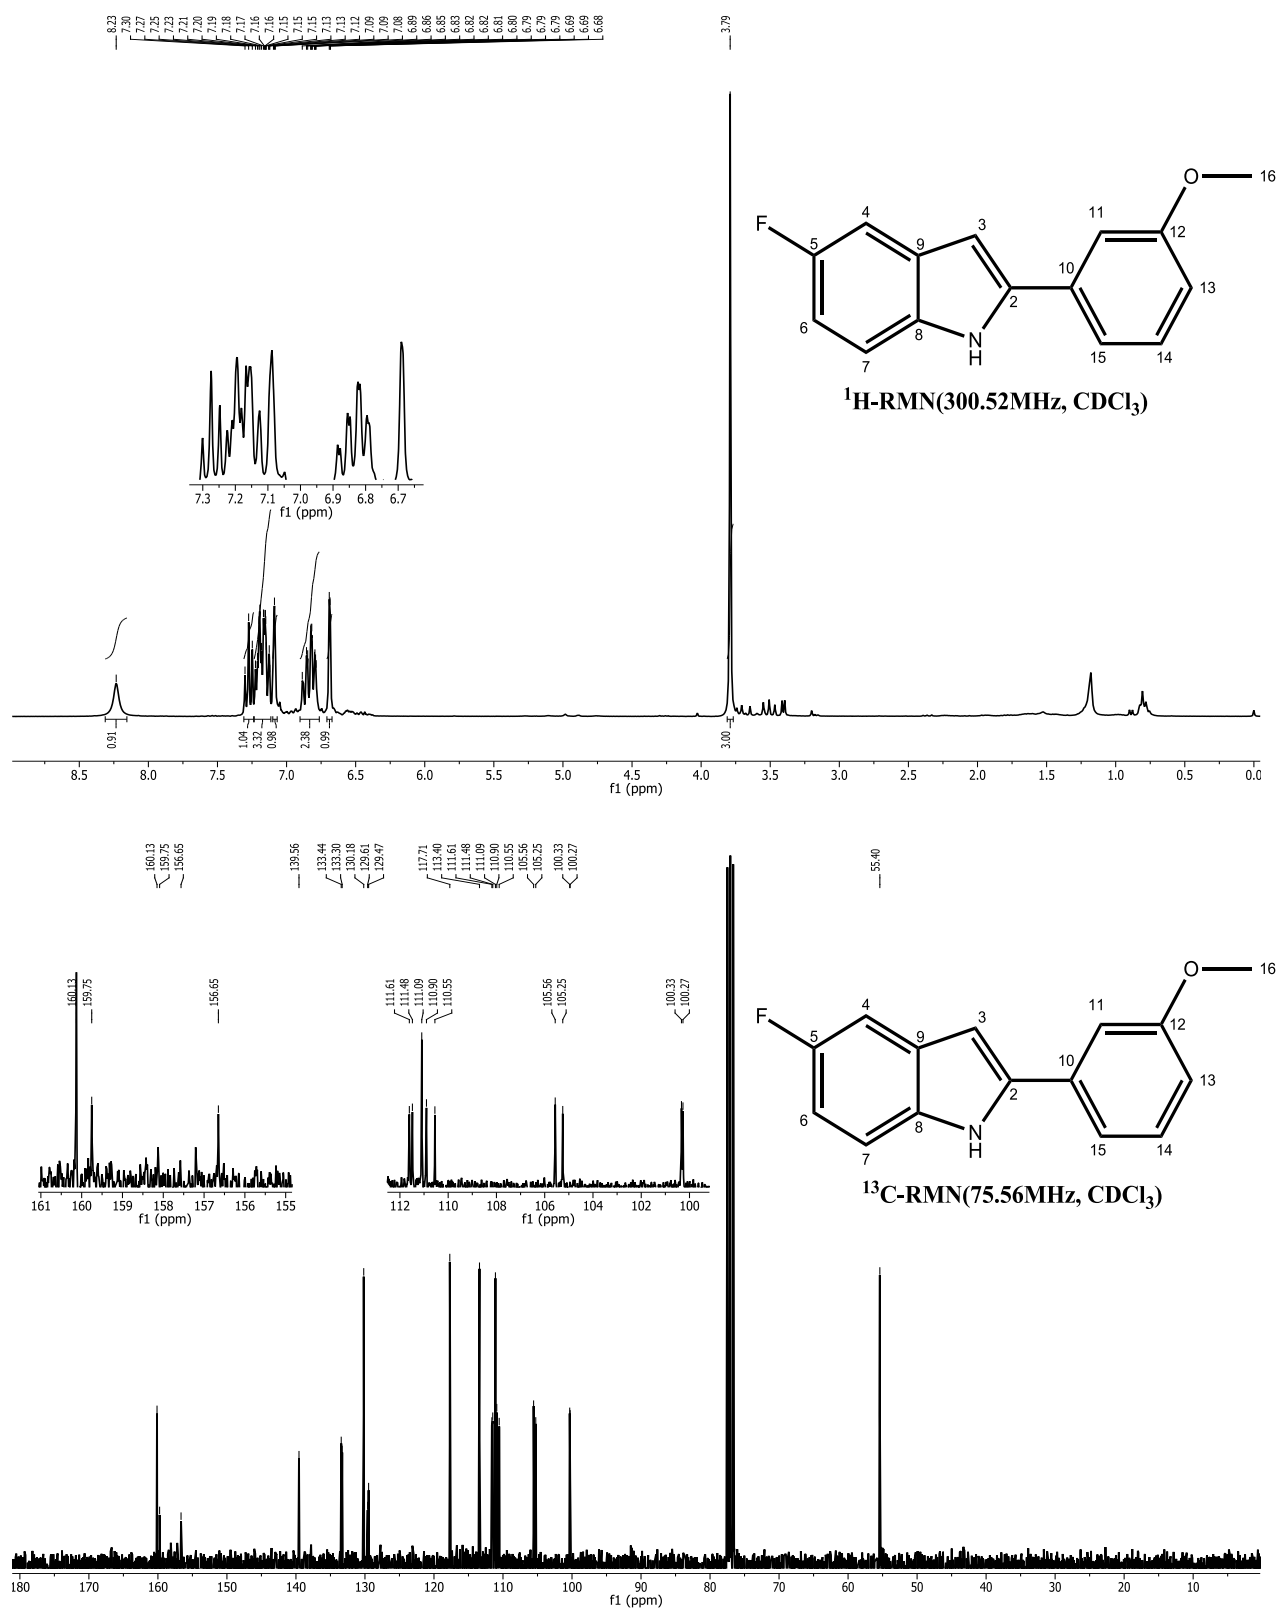 8.23 7.30 7.27 7.25 7.23 7.21 7.20 7.19 7.18 7.17 7.16 7.16 7.15 7.15 7.15 7.13 7.13 7.12 7.09 7.09 7.08 6.89 6.86 6.85 6.83 6.82 6.82 6.81 6.80 6.79 6.79 6.69 6.69 6.68 3.79
O 16
F 4 3 11 12
5 9 10 13
6 8 2
N
H
7 15 14
¹H-RMN(300.52MHz, CDCl₃)
7.3 7.2 7.1 7.0 6.9 6.8 6.7
f1 (ppm)
0.91 1.04 3.32 0.98 2.38 0.99 3.00
8.5 8.0 7.5 7.0 6.5 6.0 5.5 5.0 4.5 4.0 3.5 3.0 2.5 2.0 1.5 1.0 0.5 0.0
f1 (ppm)
160.13 159.75 156.65 139.56 133.44 133.30 130.18 129.61 129.47 117.71 113.40 111.61 111.48 111.09 110.90 110.55 105.56 105.25 100.33 100.27 55.40
160.13 159.75 156.65 111.61 111.48 111.09 110.90 110.55 105.56 105.25 100.33 100.27
O 16
F 4 3 11 12
5 9 10 13
6 8 2
N
H
7 15 14
¹³C-RMN(75.56MHz, CDCl₃)
161 160 159 158 157 156 155
f1 (ppm)
112 110 108 106 104 102 100
f1 (ppm)
180 170 160 150 140 130 120 110 100 90 80 70 60 50 40 30 20 10
f1 (ppm)